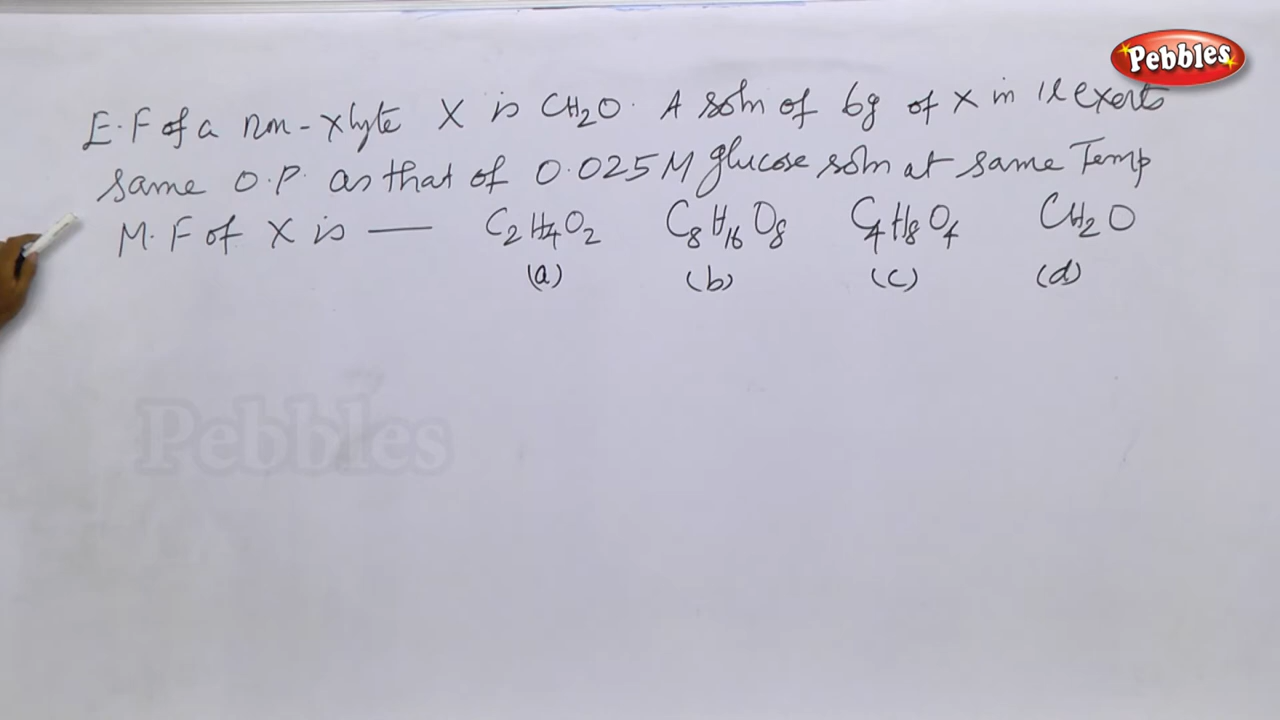 Pebbles
E.F of a non-xlyte X is CH₂O. A soln of 6g of X in 1l exerts
same O.P. as that of 0.025M glucose soln at same Temp
M.F of X is — C₂H₄O₂ C₈H₁₆O₈ C₄H₈O₄ CH₂O
(a) (b) (c) (d)
Pebbles